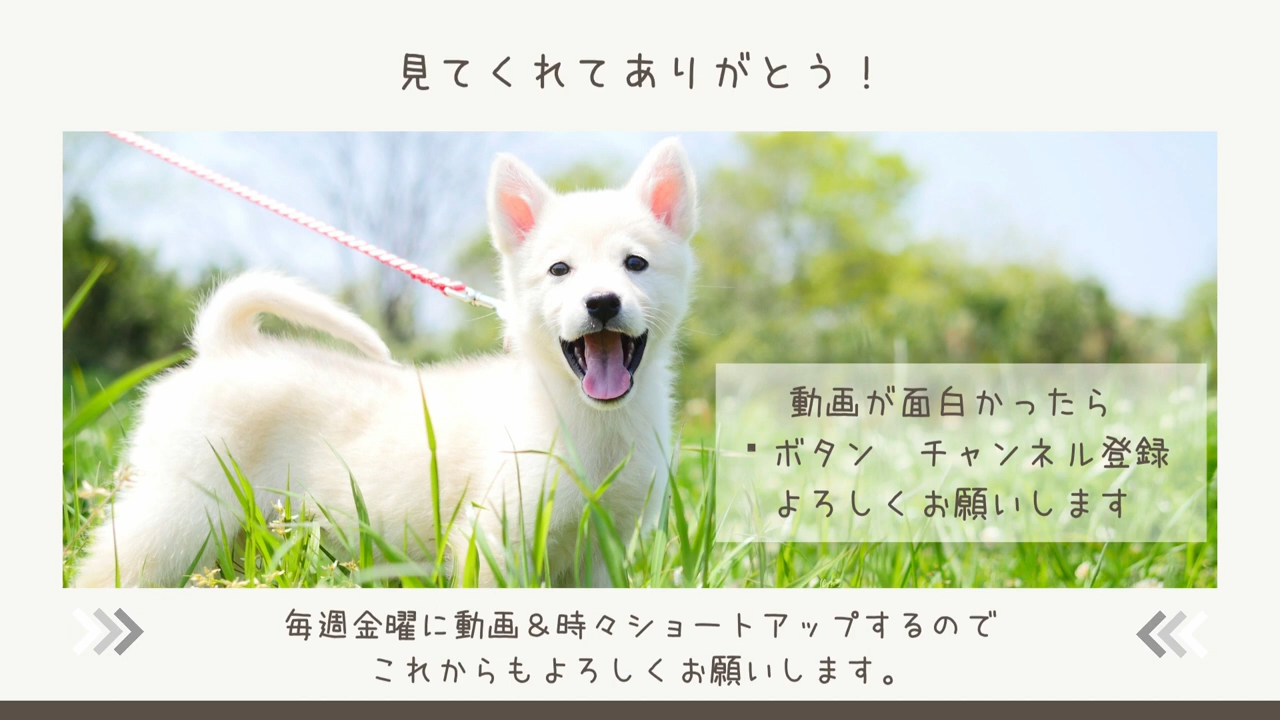 見てくれてありがとう！
動画が面白かったら
▪ボタン　チャンネル登録
よろしくお願いします
毎週金曜に動画＆時々ショートアップするので
これからもよろしくお願いします。